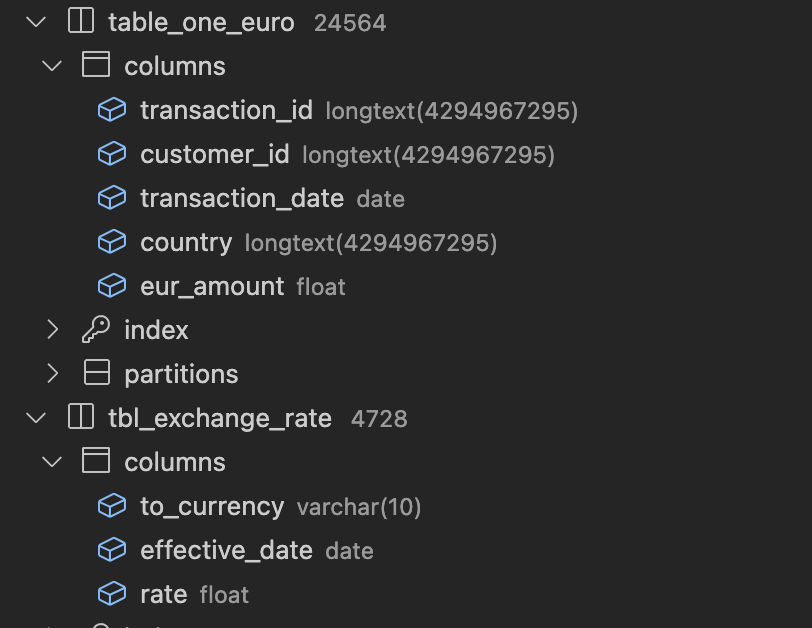 table_one_euro 24564
columns
transaction_id longtext(4294967295)
customer_id longtext(4294967295)
transaction_date date
country longtext(4294967295)
eur_amount float
index
partitions
tbl_exchange_rate 4728
columns
to_currency varchar(10)
effective_date date
rate float